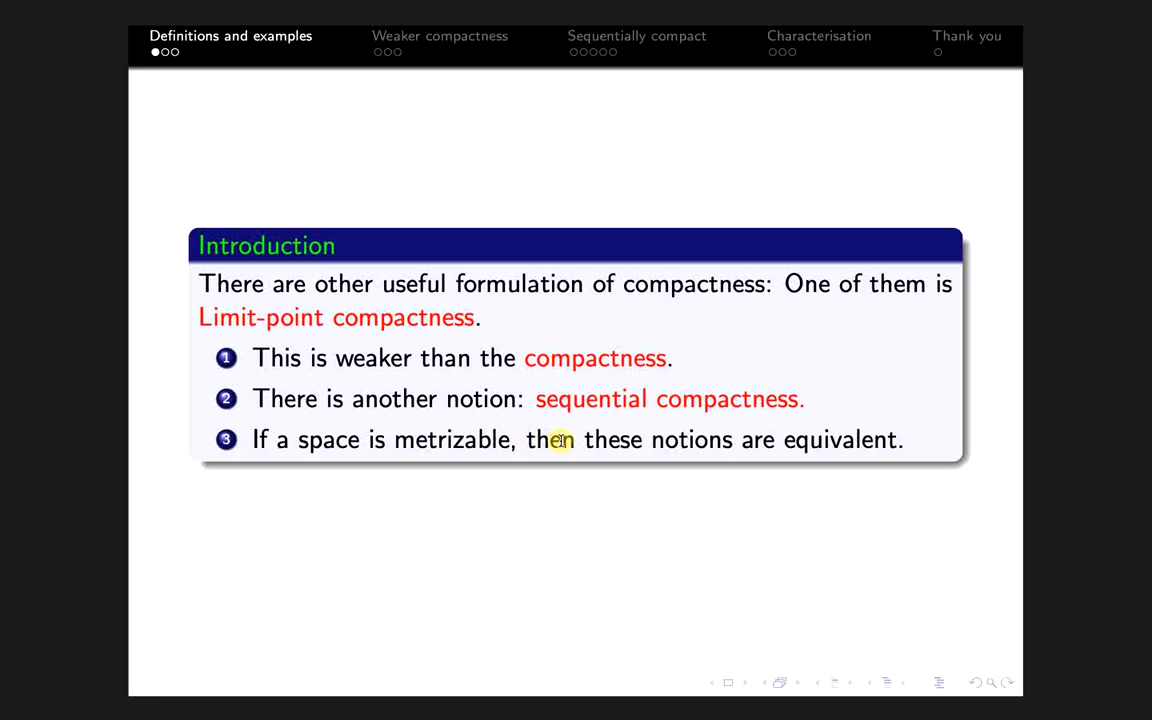 Definitions and examples Weaker compactness Sequentially compact Characterisation Thank you
Introduction
There are other useful formulation of compactness: One of them is
Limit-point compactness.
1 This is weaker than the compactness.
2 There is another notion: sequential compactness.
3 If a space is metrizable, then these notions are equivalent.